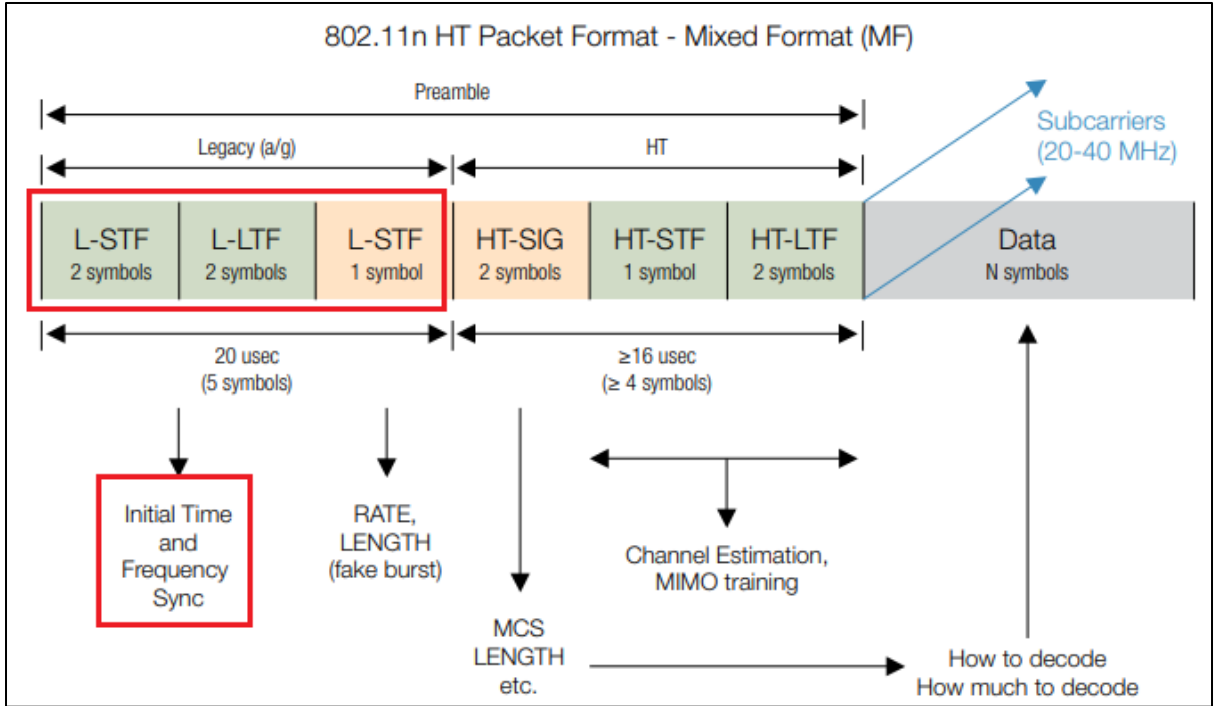 802.11n HT Packet Format - Mixed Format (MF)
Preamble
Legacy (a/g)
HT
Subcarriers
(20-40 MHz)
L-STF
2 symbols
L-LTF
2 symbols
L-STF
1 symbol
HT-SIG
2 symbols
HT-STF
1 symbol
HT-LTF
2 symbols
Data
N symbols
20 usec
(5 symbols)
≥16 usec
(≥ 4 symbols)
Initial Time
and
Frequency
Sync
RATE,
LENGTH
(fake burst)
Channel Estimation,
MIMO training
MCS
LENGTH
etc.
How to decode
How much to decode